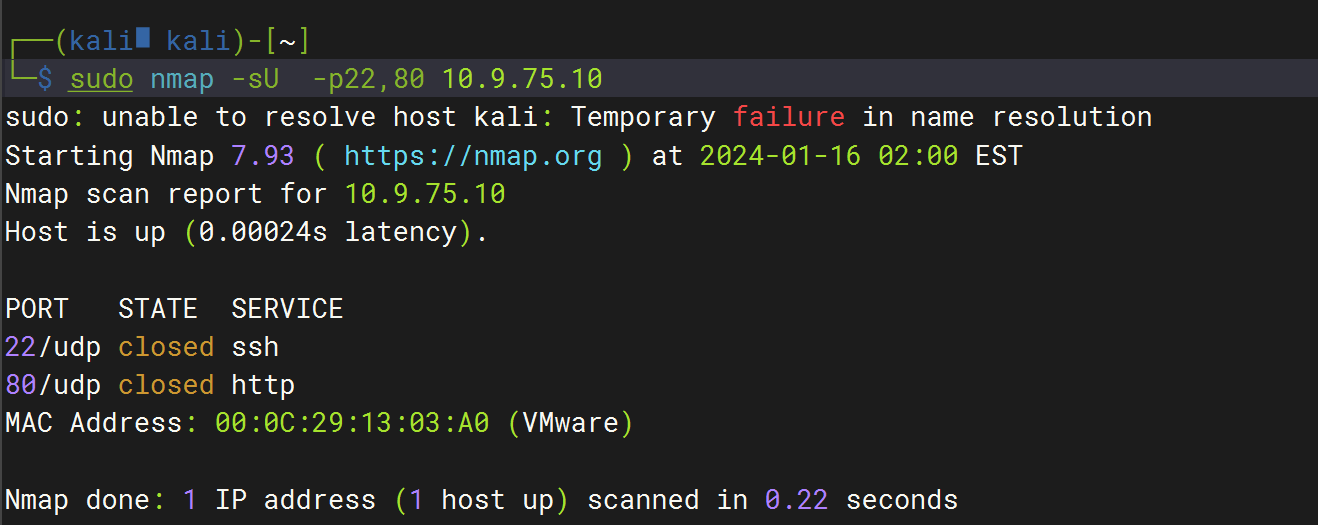 ┌──(kali■ kali)-[~]
└─$ sudo nmap -sU  -p22,80 10.9.75.10
sudo: unable to resolve host kali: Temporary failure in name resolution
Starting Nmap 7.93 ( https://nmap.org ) at 2024-01-16 02:00 EST
Nmap scan report for 10.9.75.10
Host is up (0.00024s latency).

PORT   STATE  SERVICE
22/udp closed ssh
80/udp closed http
MAC Address: 00:0C:29:13:03:A0 (VMware)

Nmap done: 1 IP address (1 host up) scanned in 0.22 seconds